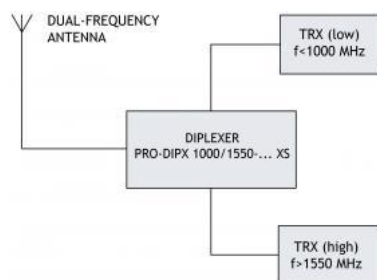 DUAL-FREQUENCY
ANTENNA
TRX (low)
f<1000 MHz
DIPLEXER
PRO-DIPX 1000/1550-... XS
TRX (high)
f>1550 MHz